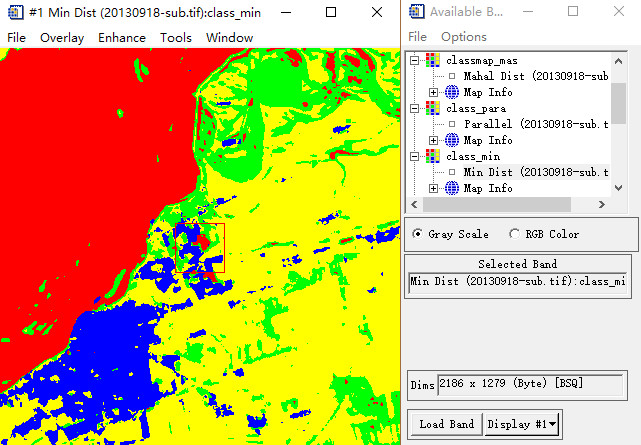 #1 Min Dist (20130918-sub.tif):class_min
File Overlay Enhance Tools Window
Available B...
File Options
classmap_mas
Mahal Dist (20130918-sub
Map Info
class_para
Parallel (20130918-sub.t
Map Info
class_min
Min Dist (20130918-sub.t
Map Info
Gray Scale RGB Color
Selected Band
Min Dist (20130918-sub.tif):class_mi
Dims 2186 x 1279 (Byte) [BSQ]
Load Band Display #1